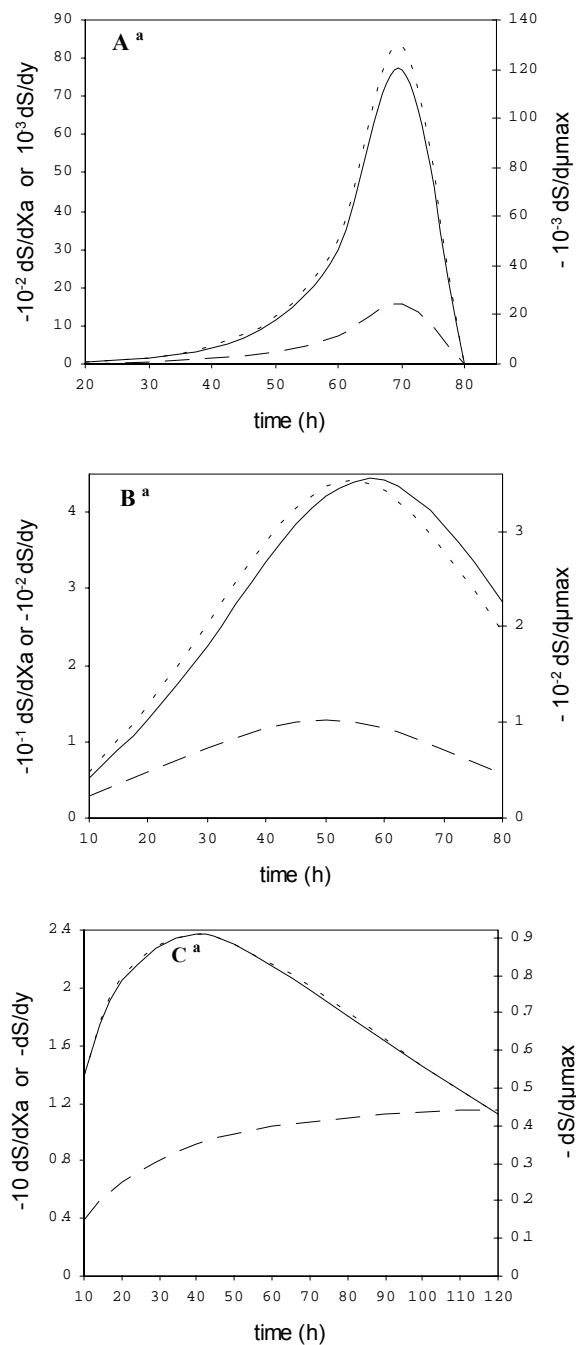 A a
-10-2 dS/dXa or 10-3 dS/dy
90
80
70
60
50
40
30
20
10
0
140
120
100
80
60
40
20
0
- 10-3 dS/dµmax
20 30 40 50 60 70 80
time (h)
B a
-10-1 dS/dXa or -10-2 dS/dy
4
3
2
1
0
3
2
1
0
- 10-2 dS/dµmax
10 20 30 40 50 60 70 80
time (h)
C a
-10 dS/dXa or -dS/dy
2.4
2
1.6
1.2
0.8
0.4
0
0.9
0.8
0.7
0.6
0.5
0.4
0.3
0.2
0.1
0
- dS/dµmax
10 20 30 40 50 60 70 80 90 100 110 120
time (h)